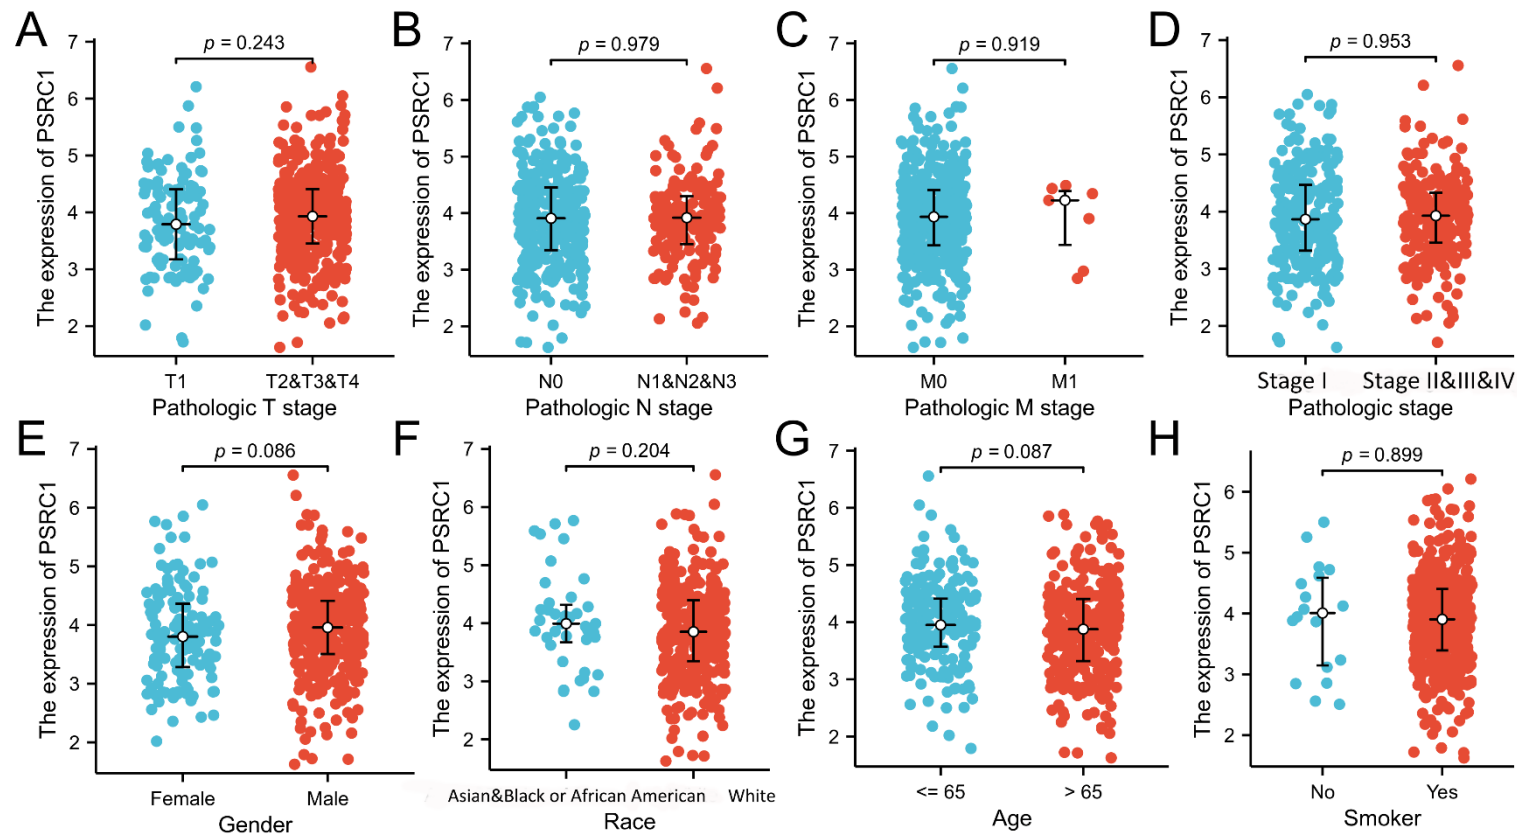 A
The expression of PSRC1
7
6
5
4
3
2
p = 0.243
T1
T2&T3&T4
Pathologic T stage
B
The expression of PSRC1
7
6
5
4
3
2
p = 0.979
N0
N1&N2&N3
Pathologic N stage
C
The expression of PSRC1
7
6
5
4
3
2
p = 0.919
M0
M1
Pathologic M stage
D
The expression of PSRC1
7
6
5
4
3
2
p = 0.953
Stage I
Stage II&III&IV
Pathologic stage
E
The expression of PSRC1
7
6
5
4
3
2
p = 0.086
Female
Male
Gender
F
The expression of PSRC1
7
6
5
4
3
2
p = 0.204
Asian&Black or African American
White
Race
G
The expression of PSRC1
7
6
5
4
3
2
p = 0.087
<= 65
> 65
Age
H
The expression of PSRC1
6
5
4
3
2
p = 0.899
No
Yes
Smoker